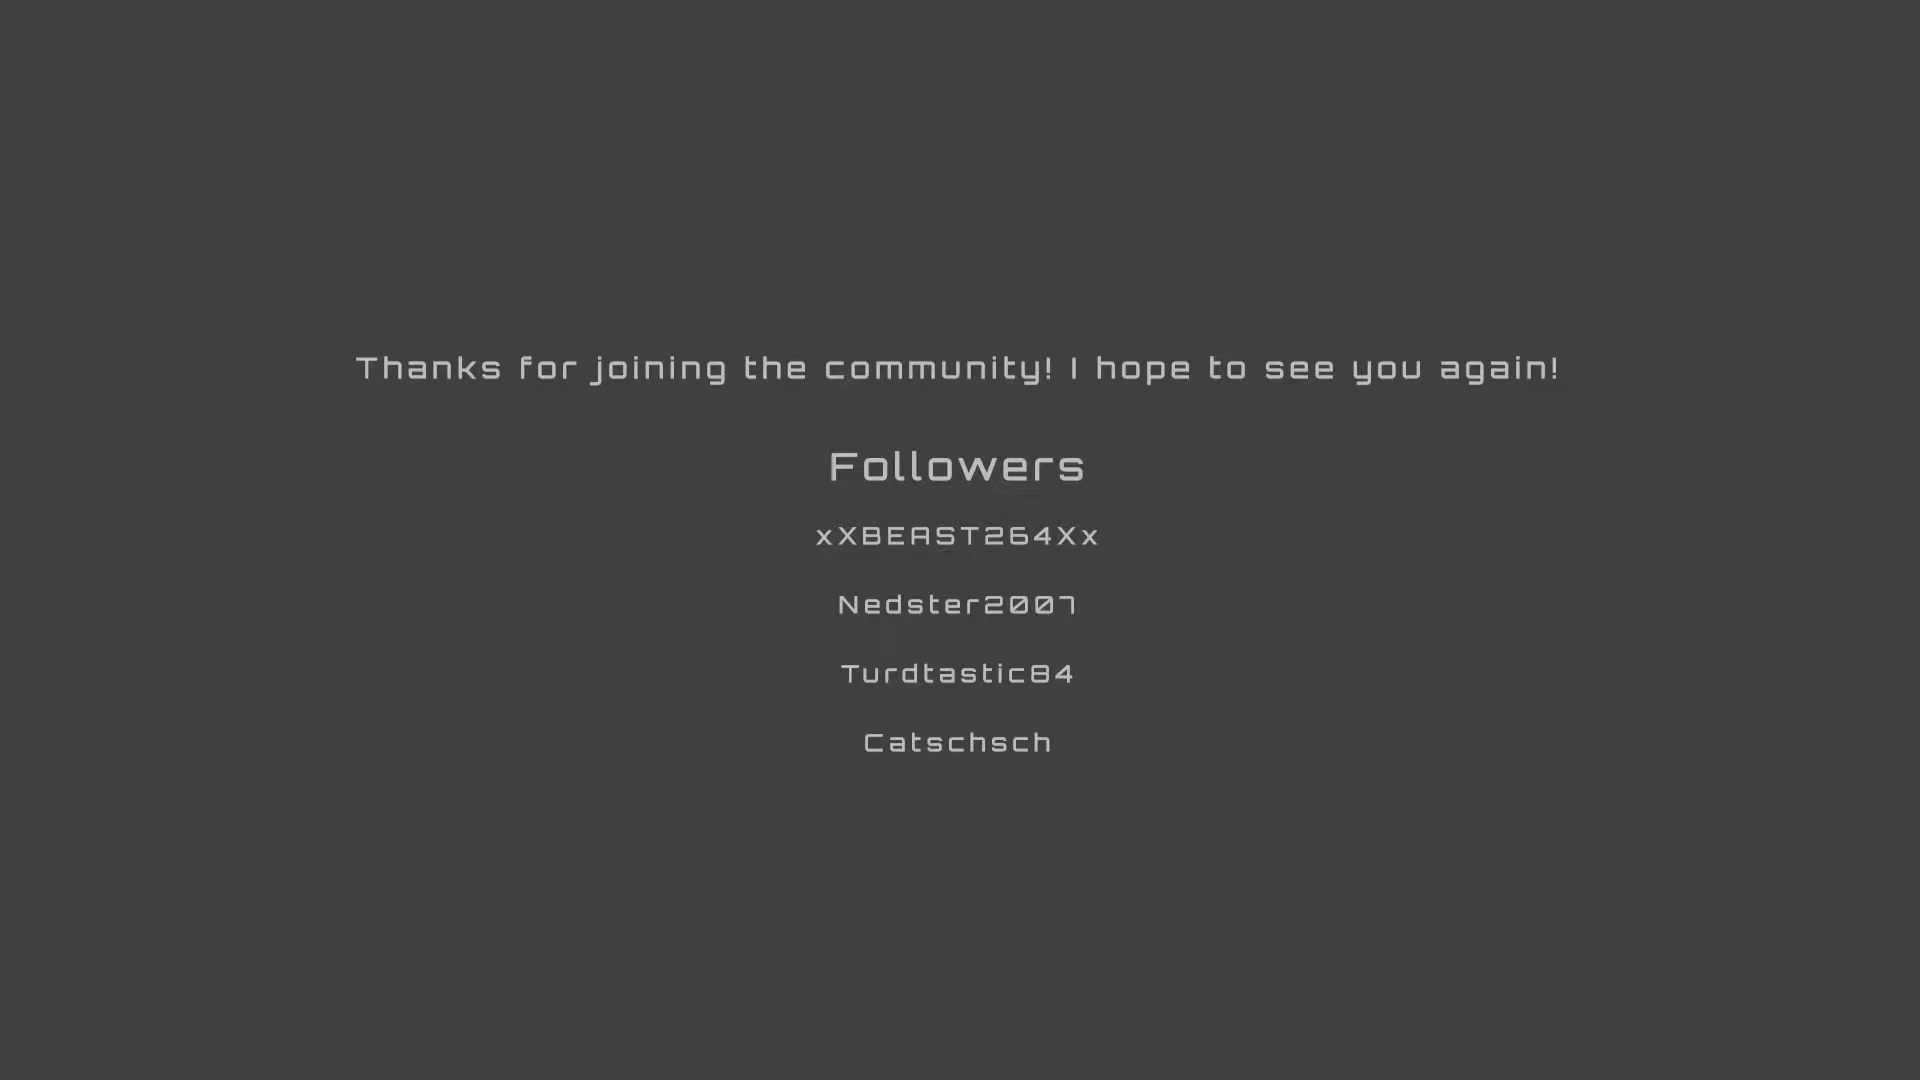 Thanks for joining the community! I hope to see you again!
Followers
xXBEAST264Xx
Nedster2007
Turdtastic84
Catschsch